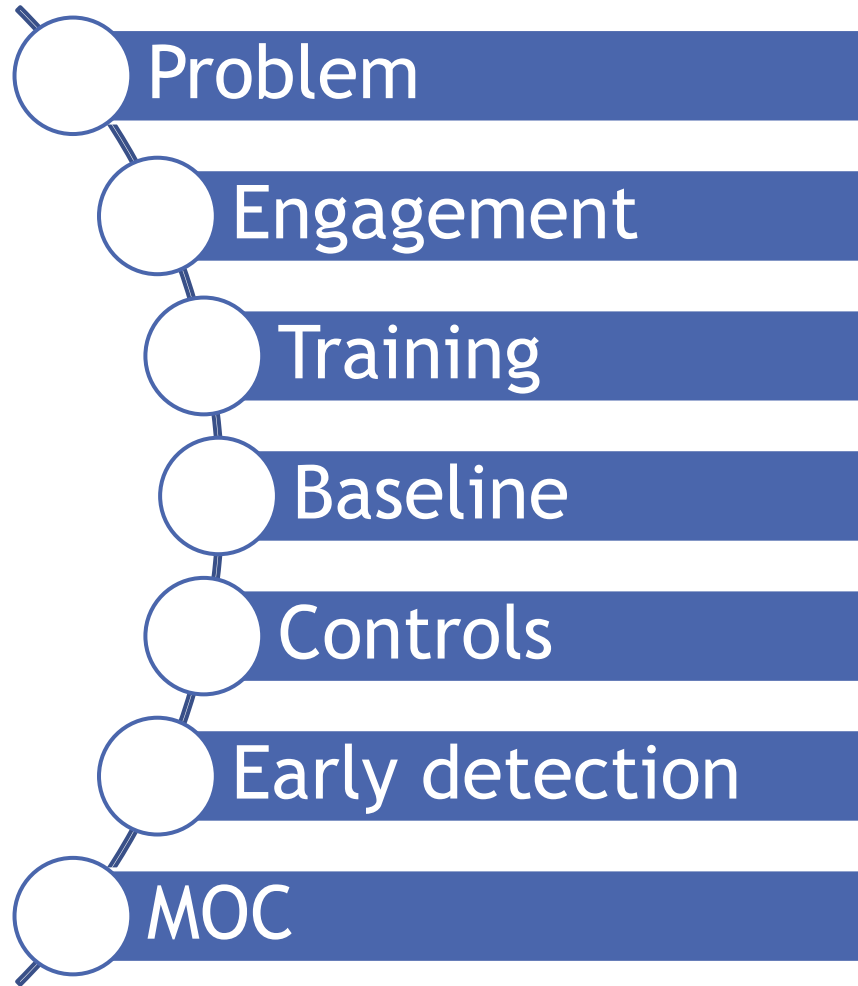 Problem
Engagement
Training
Baseline
Controls
Early detection
MOC